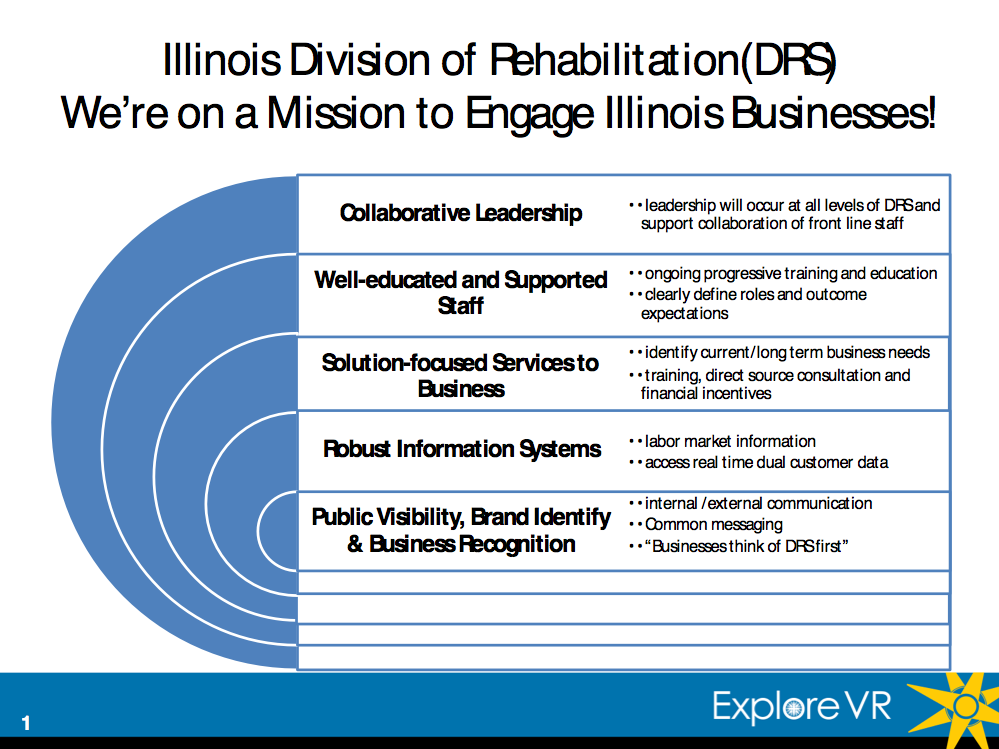 Illinois Division of Rehabilitation(DRS)
We're on a Mission to Engage Illinois Businesses!
Collaborative Leadership
• • leadership will occur at all levels of DRS and
support collaboration of front line staff
Well-educated and Supported
Staff
• • ongoing progressive training and education
• • clearly define roles and outcome
expectations
Solution-focused Services to
Business
• • identify current/long term business needs
• • training, direct source consultation and
financial incentives
Robust Information Systems
• • labor market information
• • access real time dual customer data
Public Visibility, Brand Identify
& Business Recognition
• • internal /external communication
• • Common messaging
• • “Businesses think of DRS first”
1
Explore VR